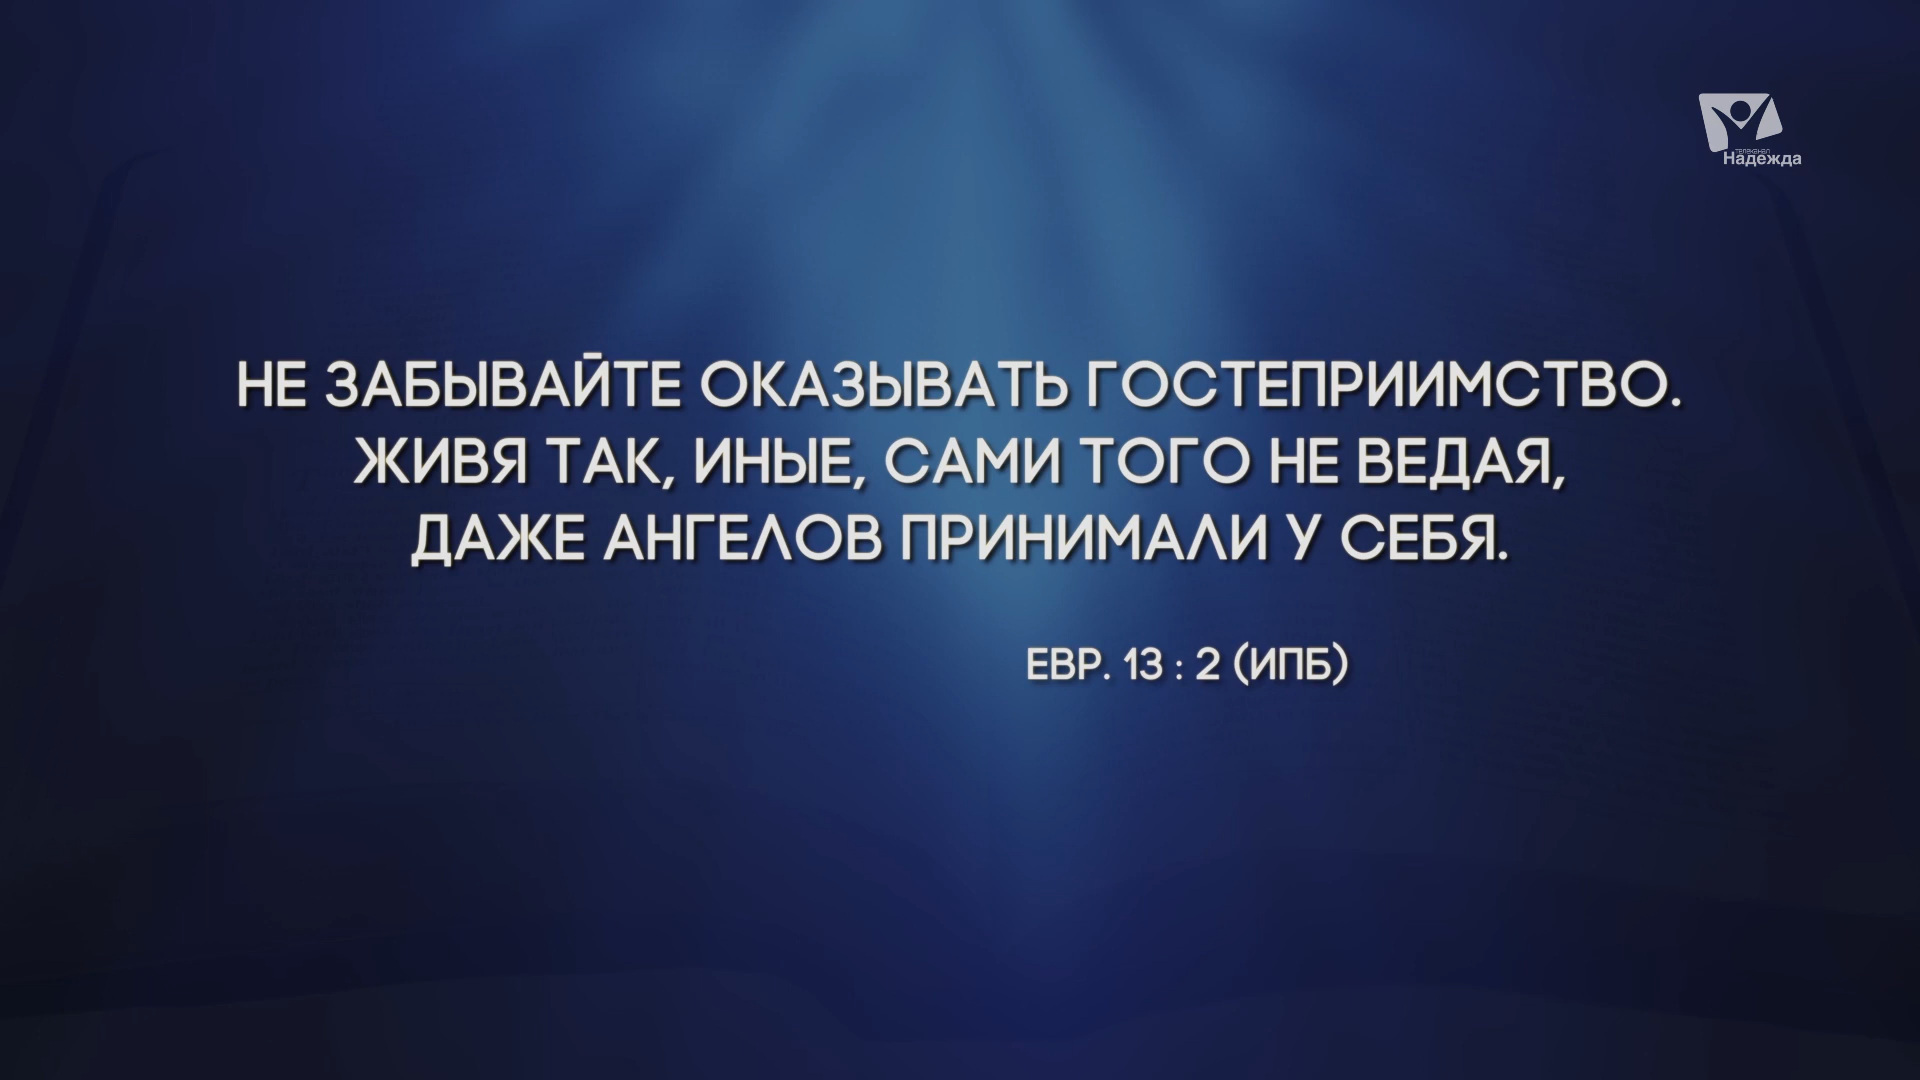 телеканал
Надежда
НЕ ЗАБЫВАЙТЕ ОКАЗЫВАТЬ ГОСТЕПРИИМСТВО.
ЖИВЯ ТАК, ИНЫЕ, САМИ ТОГО НЕ ВЕДАЯ,
ДАЖЕ АНГЕЛОВ ПРИНИМАЛИ У СЕБЯ.
ЕВР. 13 : 2 (ИПБ)